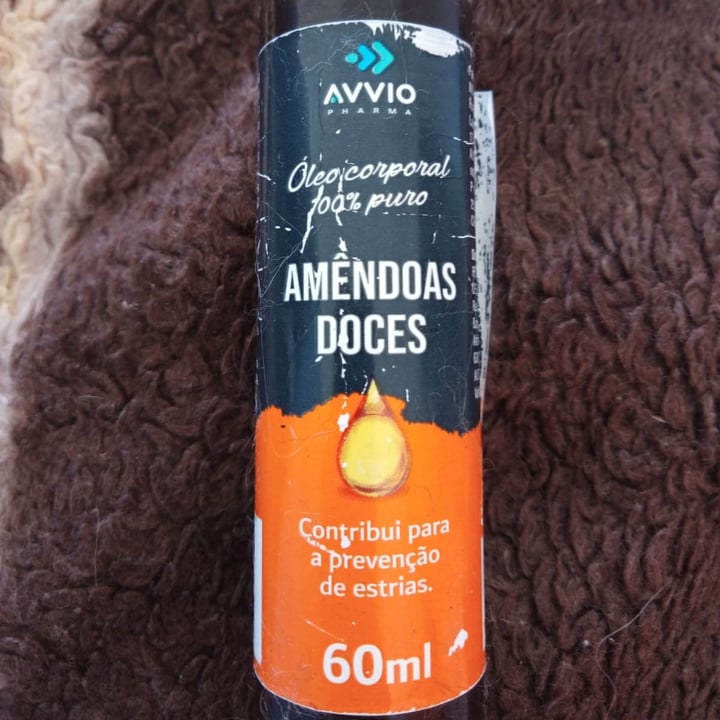 AVVIO
PHARMA
Óleo corporal
100% puro
AMÊNDOAS
DOCES
Contribui para
a prevenção
de estrias.
60ml